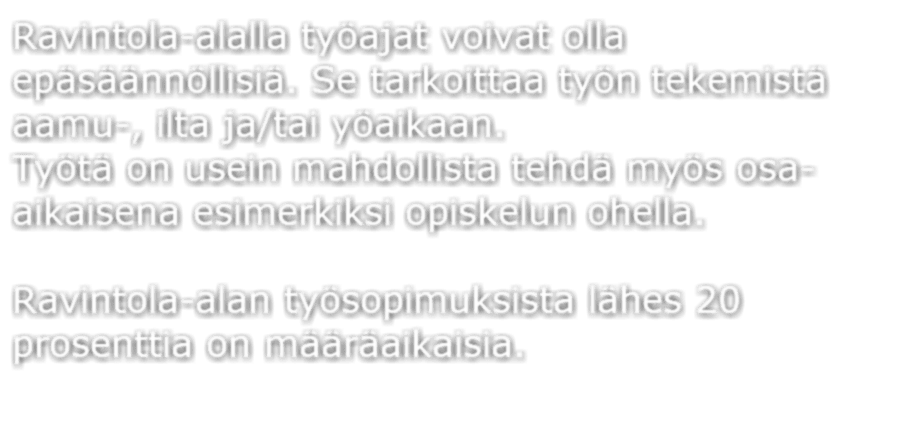 Ravintola-alalla työajat voivat olla
epäsäännöllisiä. Se tarkoittaa työn tekemistä
aamu-, ilta ja/tai yöaikaan.
Työtä on usein mahdollista tehdä myös osa-
aikaisena esimerkiksi opiskelun ohella.
Ravintola-alan työsopimuksista lähes 20
prosenttia on määräaikaisia.